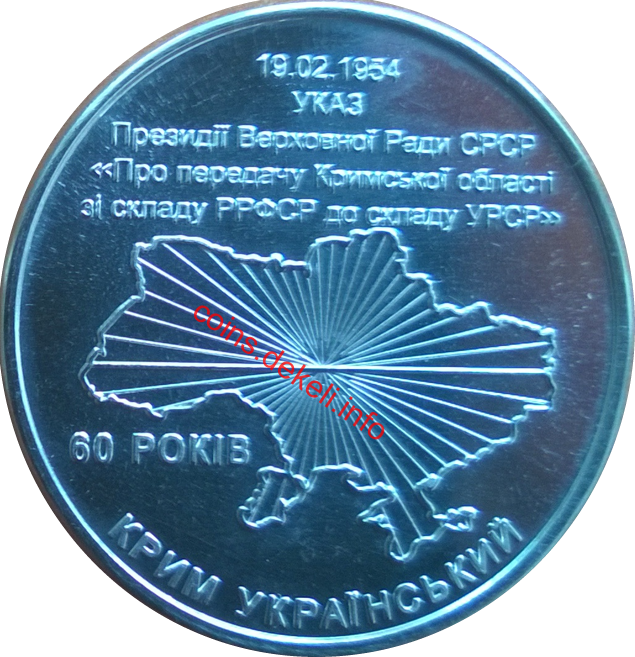 19.02.1954
УКАЗ
Президії Верховної Ради СРСР
«Про передачу Кримської області
зі складу РРФСР до складу УРСР»
coins.dekeli.info
60 РОКІВ
КРИМ УКРАЇНСЬКИЙ